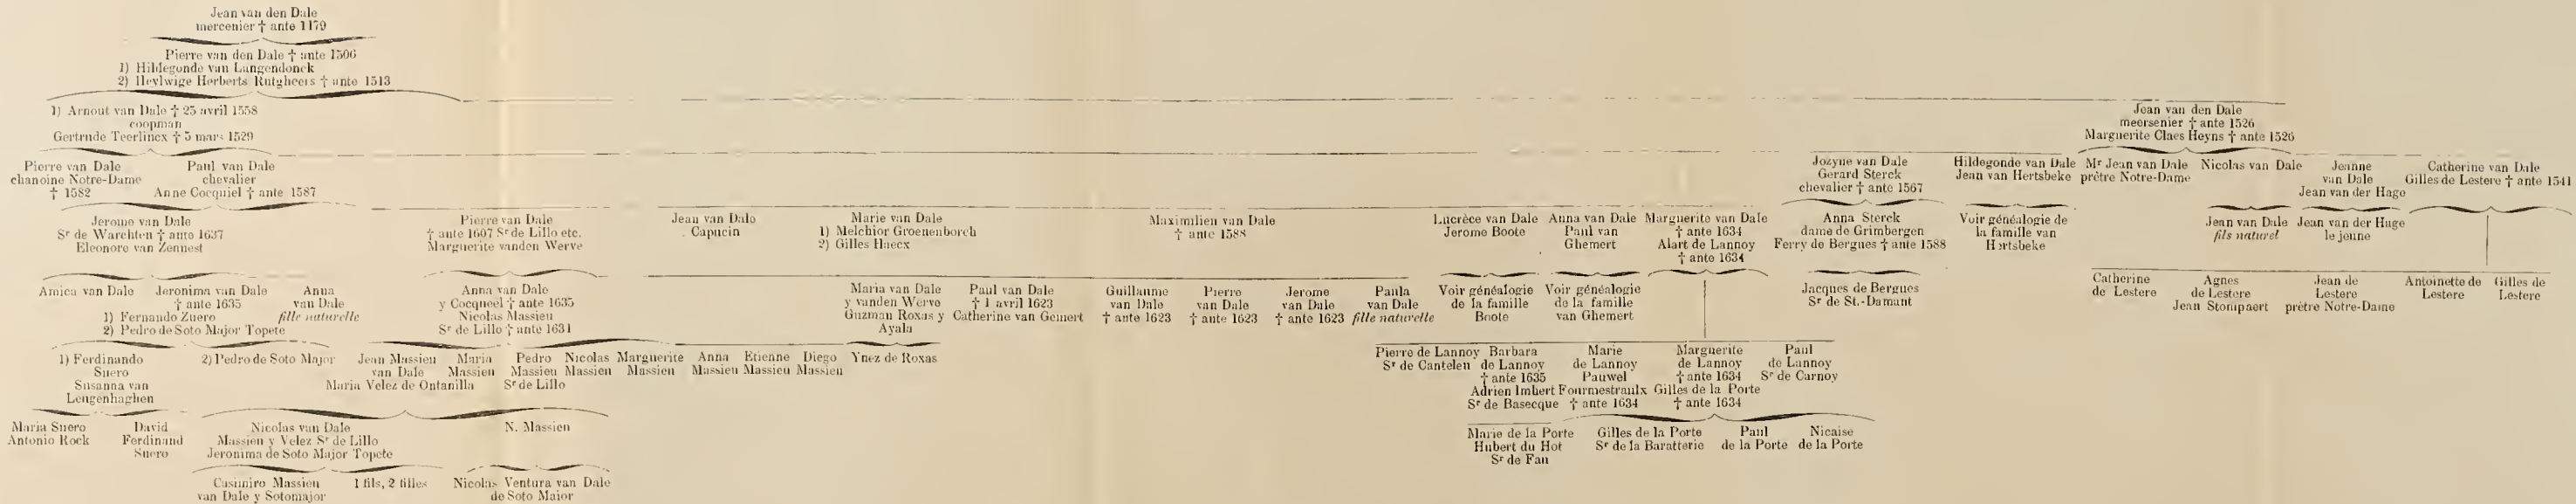 Jean van den Dale
mercenier † ante 1479
Pierre van den Dale † ante 1506
1) Hildegonde van Langendonck
2) Heylwige Herberts Rutgheers † ante 1513
1) Arnout van Dale † 25 avril 1558
coopman
Gertrude Teerlincx † 5 mars 1529
Jean van den Dale
meersenier † ante 1526
Marguerite Claes Heyns † ante 1526
Pierre van Dale
chanoine Notre-Dame
† 1582
Paul van Dale
chevalier
Anne Cocquiel † ante 1587
Jozyne van Dale
Gerard Sterck
chevalier † ante 1567
Hildegonde van Dale
Jean van Hertsbeke
Mr Jean van Dale
prêtre Notre-Dame
Nicolas van Dale
Jeanne
van Dale
Jean van der Hage
Catherine van Dale
Gilles de Lestere † ante 1541
Jerome van Dale
Sr de Warchten † ante 1637
Eleonore van Zennest
Pierre van Dale
† ante 1607 Sr de Lillo etc.
Marguerite vanden Werve
Jean van Dale
Capucin
Marie van Dale
1) Melchior Groenenborch
2) Gilles Haecx
Maximilien van Dale
† ante 1588
Lucrèce van Dale
Jerome Boote
Anna van Dale
Paul van
Ghemert
Marguerite van Dale
† ante 1634
Alart de Lannoy
† ante 1634
Anna Sterck
dame de Grimbergen
Ferry de Bergues † ante 1588
Voir généalogie de
la famille van
Hertsbeke
Jean van Dale
fils naturel
Jean van der Hage
le jeune
Amica van Dale
Jeronima van Dale
† ante 1635
1) Fernando Zuero
2) Pedro de Soto Major Topete
Anna
van Dale
fille naturelle
Anna van Dale
y Cocqueel † ante 1635
Nicolas Massieu
Sr de Lillo † ante 1631
Maria van Dale
y vanden Werve
Guzman Roxas y
Ayala
Paul van Dale
† 1 avril 1623
Catherine van Gemert
Guillaume
van Dale
† ante 1623
Pierre
van Dale
† ante 1623
Jerome
van Dale
† ante 1623
Paula
van Dale
fille naturelle
Voir généalogie
de la famille
Boote
Voir généalogie
de la famille
van Ghemert
Jacques de Bergues
Sr de St.-Damant
Catherine
de Lestere
Agnes
de Lestere
Jean Stompaert
Jean de
Lestere
prêtre Notre-Dame
Antoinette de
Lestere
Gilles de
Lestere
1) Ferdinando
Suero
Susanna van
Lengenhaghen
2) Pedro de Soto Major
Jean Massieu
van Dale
Maria Velez de Ontanilla
Maria
Massieu
Pedro
Massieu
Sr de Lillo
Nicolas
Massieu
Marguerite
Massieu
Anna
Massieu
Etienne
Massieu
Diego
Massieu
Ynez de Roxas
Pierre de Lannoy
Sr de Cantelen
Barbara
de Lannoy
† ante 1635
Adrien Imbert
Sr de Basecque
Marie
de Lannoy
Pauwel
Fourmestraulx
† ante 1634
Marguerite
de Lannoy
† ante 1634
Gilles de la Porte
† ante 1634
Paul
de Lannoy
Sr de Carnoy
Maria Suero
Antonio Rock
David
Ferdinand
Suero
Nicolas van Dale
Massieu y Velez Sr de Lillo
Jeronima de Soto Major Topete
N. Massieu
Marie de la Porte
Hubert du Hot
Sr de Fau
Gilles de la Porte
Sr de la Baratterie
Paul
de la Porte
Nicaise
de la Porte
Casimiro Massieu
van Dale y Sotomajor
1 fils, 2 filles
Nicolas Ventura van Dale
de Soto Maior